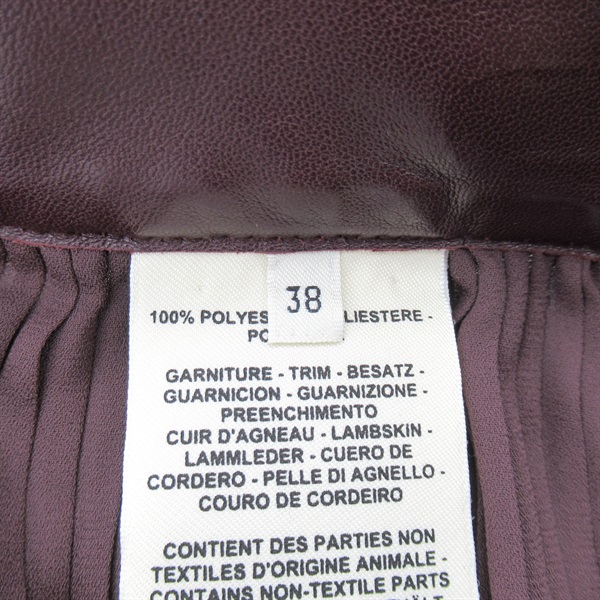 38
100% POLYES LIESTERE -
GARNITURE - TRIM - BESATZ -
GUARNICION - GUARNIZIONE -
PREENCHIMENTO
CUIR D'AGNEAU - LAMBSKIN -
LAMMLEDER - CUERO DE
CORDERO - PELLE DI AGNELLO -
COURO DE CORDEIRO
CONTIENT DES PARTIES NON
TEXTILES D'ORIGINE ANIMALE -
CONTAINS NON-TEXTILE PARTS